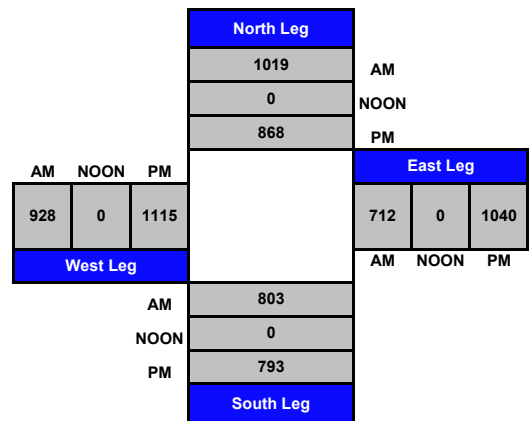 North Leg
1019 AM
0 NOON
868 PM
AM NOON PM
East Leg
928 0 1115
712 0 1040
West Leg
AM NOON PM
AM 803
NOON 0
PM 793
South Leg